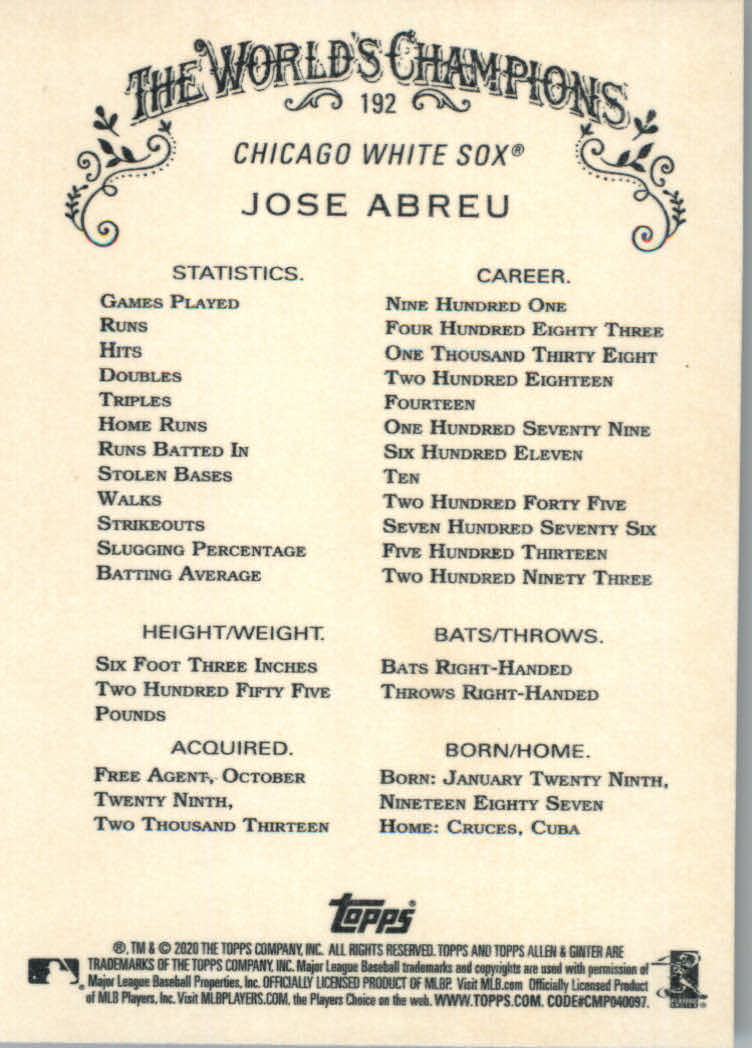 THE WORLD'S CHAMPIONS
192
CHICAGO WHITE SOX®
JOSE ABREU
STATISTICS.
GAMES PLAYED
RUNS
HITS
DOUBLES
TRIPLES
HOME RUNS
RUNS BATTED IN
STOLEN BASES
WALKS
STRIKEOUTS
SLUGGING PERCENTAGE
BATTING AVERAGE
CAREER.
NINE HUNDRED ONE
FOUR HUNDRED EIGHTY THREE
ONE THOUSAND THIRTY EIGHT
TWO HUNDRED EIGHTEEN
FOURTEEN
ONE HUNDRED SEVENTY NINE
SIX HUNDRED ELEVEN
TEN
TWO HUNDRED FORTY FIVE
SEVEN HUNDRED SEVENTY SIX
FIVE HUNDRED THIRTEEN
TWO HUNDRED NINETY THREE
HEIGHT/WEIGHT.
SIX FOOT THREE INCHES
TWO HUNDRED FIFTY FIVE
POUNDS
BATS/THROWS.
BATS RIGHT-HANDED
THROWS RIGHT-HANDED
ACQUIRED.
FREE AGENT, OCTOBER
TWENTY NINTH,
TWO THOUSAND THIRTEEN
BORN/HOME.
BORN: JANUARY TWENTY NINTH,
NINETEEN EIGHTY SEVEN
HOME: CRUCES, CUBA
topps®
®, TM & © 2020 THE TOPPS COMPANY, INC. ALL RIGHTS RESERVED. TOPPS AND TOPPS ALLEN & GINTER ARE
TRADEMARKS OF THE TOPPS COMPANY, INC. Major League Baseball trademarks and copyrights are used with permission of
Major League Baseball Properties, Inc. OFFICIALLY LICENSED PRODUCT OF MLBP. Visit MLB.com Officially Licensed Product
of MLB Players, Inc. Visit MLBPLAYERS.COM, the Players Choice on the web. WWW.TOPPS.COM. CODE#CMP040097.